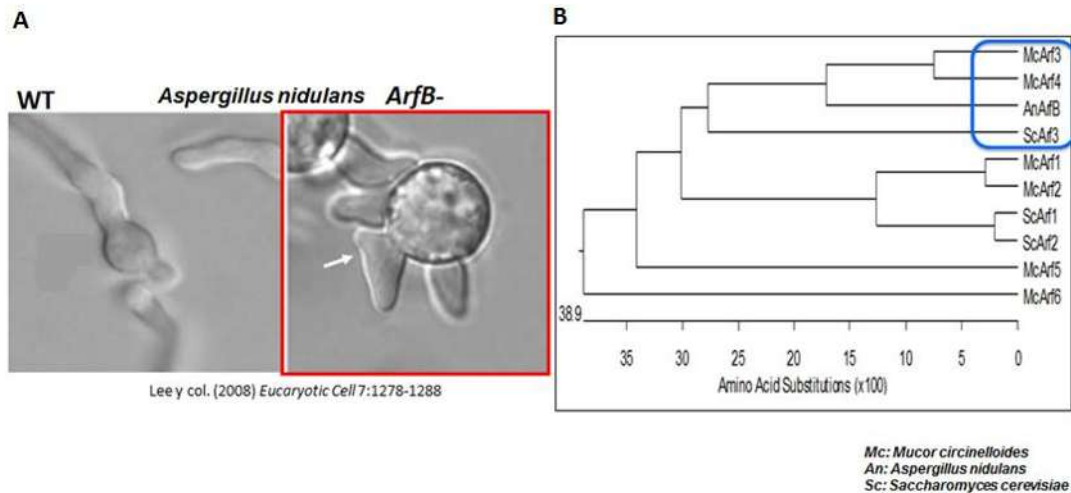 A
WT
Aspergillus nidulans ArfB-
Lee y col. (2008) Eucaryotic Cell 7:1278-1288
B
McArf3
McArf4
AnArfB
ScArf3
McArf1
McArf2
ScArf1
ScArf2
McArf5
McArf6
38.9
35 30 25 20 15 10 5 0
Amino Acid Substitutions (x100)
Mc: Mucor circinelloides
An: Aspergillus nidulans
Sc: Saccharomyces cerevisiae